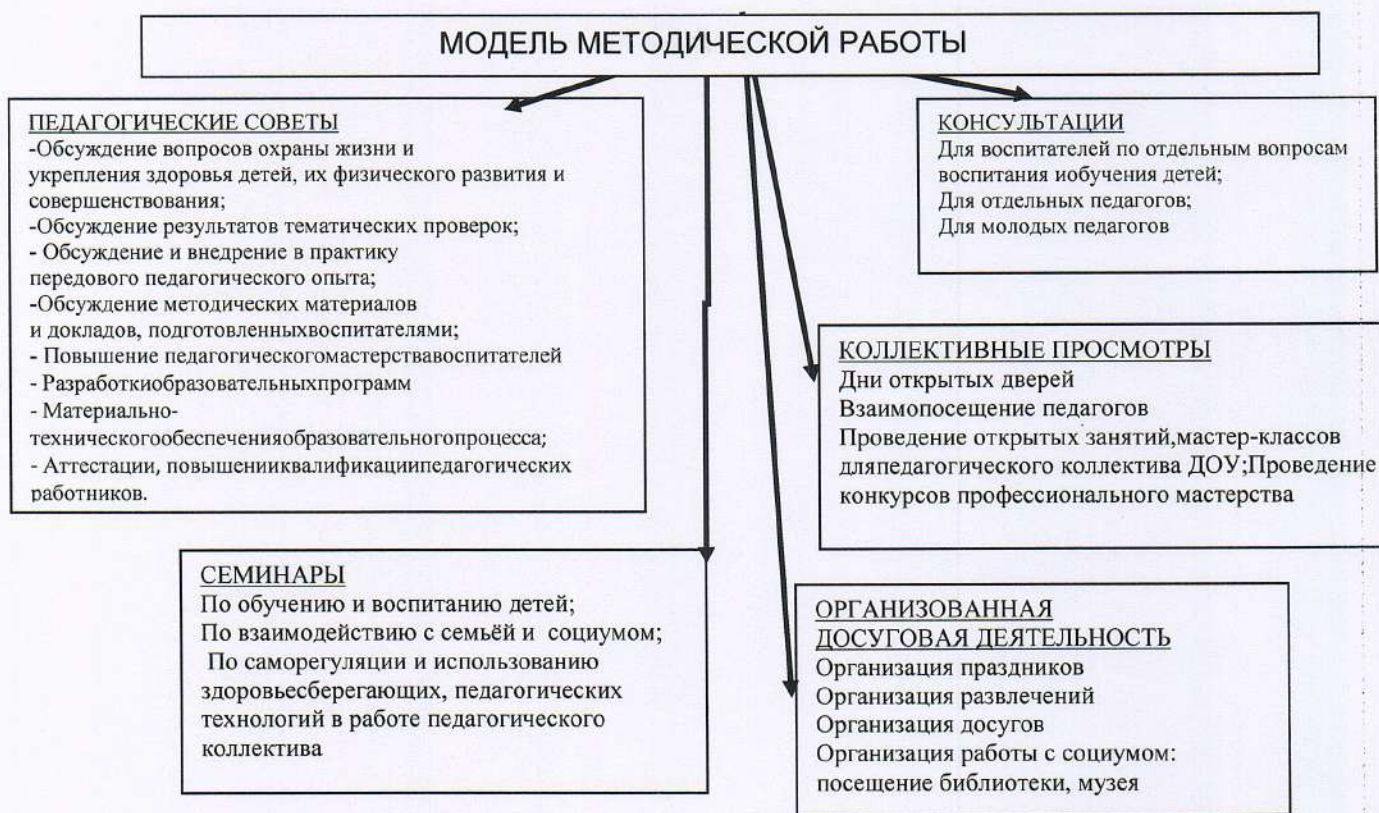 МОДЕЛЬ МЕТОДИЧЕСКОЙ РАБОТЫ
ПЕДАГОГИЧЕСКИЕ СОВЕТЫ
-Обсуждение вопросов охраны жизни и
укрепления здоровья детей, их физического развития и
совершенствования;
-Обсуждение результатов тематических проверок;
- Обсуждение и внедрение в практику
передового педагогического опыта;
-Обсуждение методических материалов
и докладов, подготовленныхвоспитателями;
- Повышение педагогическогомастерствавоспитателей
- Разработкиобразовательныхпрограмм
- Материально-
техническогообеспеченияобразовательногопроцесса;
- Аттестации, повышенииквалификациипедагогических
работников.
КОНСУЛЬТАЦИИ
Для воспитателей по отдельным вопросам
воспитания иобучения детей;
Для отдельных педагогов;
Для молодых педагогов
КОЛЛЕКТИВНЫЕ ПРОСМОТРЫ
Дни открытых дверей
Взаимопосещение педагогов
Проведение открытых занятий,мастер-классов
дляпедагогического коллектива ДОУ;Проведение
конкурсов профессионального мастерства
СЕМИНАРЫ
По обучению и воспитанию детей;
По взаимодействию с семьёй и социумом;
По саморегуляции и использованию
здоровьесберегающих, педагогических
технологий в работе педагогического
коллектива
ОРГАНИЗОВАННАЯ
ДОСУГОВАЯ ДЕЯТЕЛЬНОСТЬ
Организация праздников
Организация развлечений
Организация досугов
Организация работы с социумом:
посещение библиотеки, музея